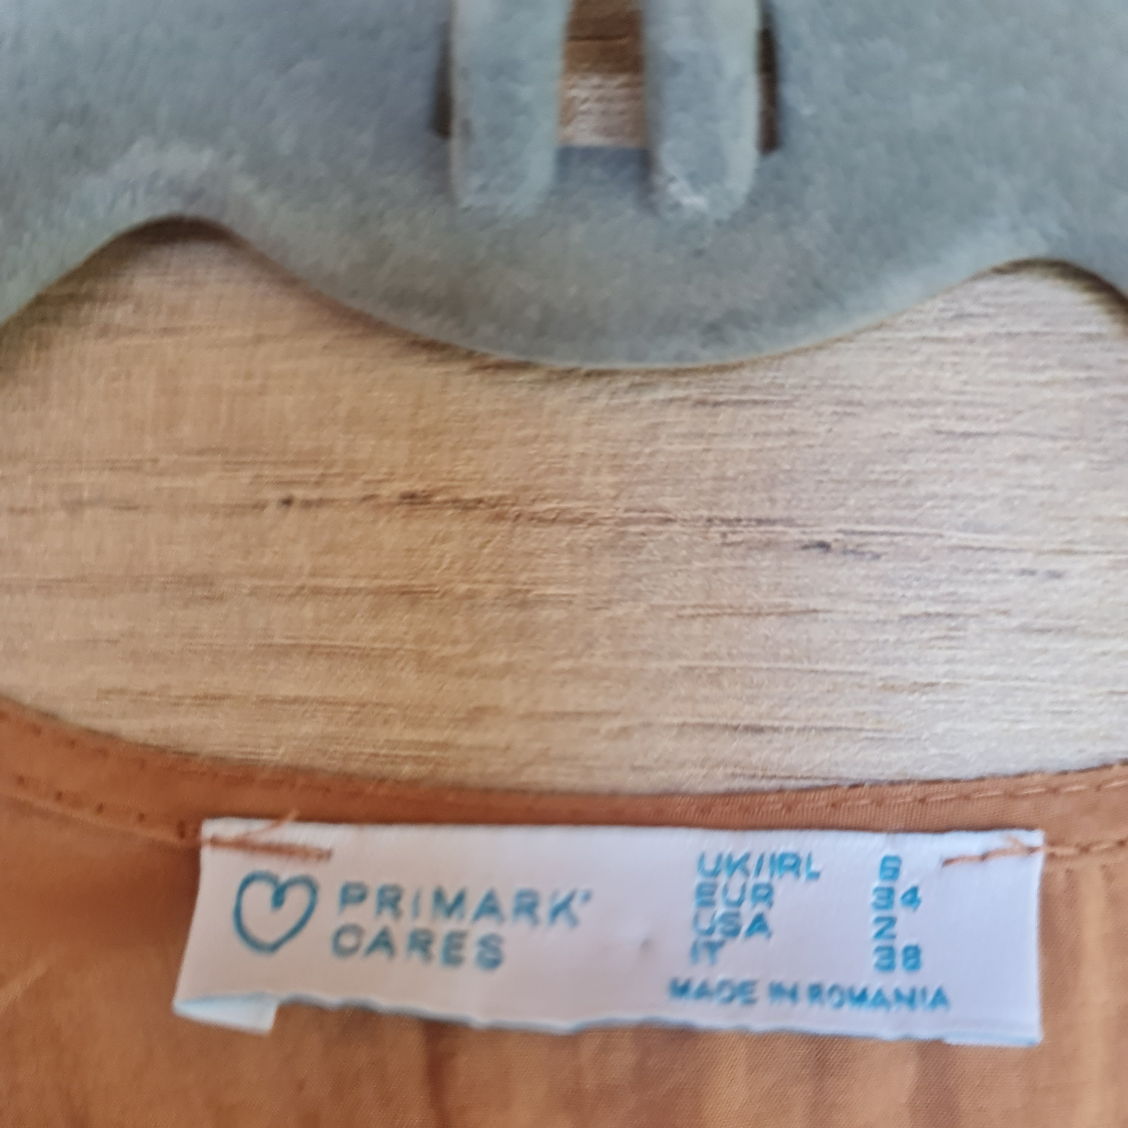 PRIMARK®
CARES
UK/IRL 6
EUR 34
USA 2
IT 38
MADE IN ROMANIA